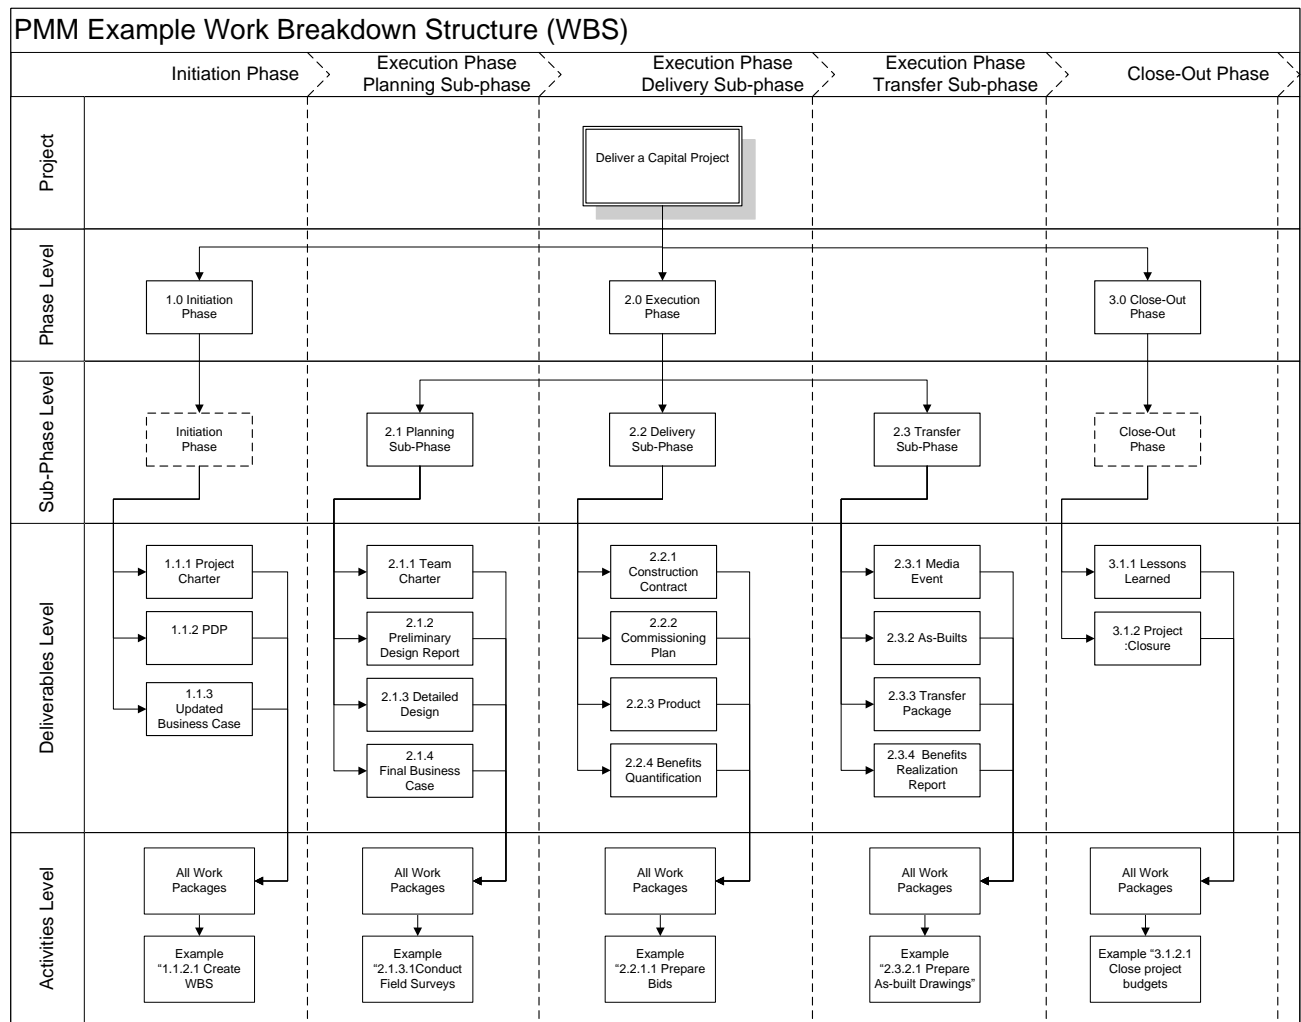 PMM Example Work Breakdown Structure (WBS)
Initiation Phase
Execution Phase
Planning Sub-phase
Execution Phase
Delivery Sub-phase
Execution Phase
Transfer Sub-phase
Close-Out Phase
Project
Deliver a Capital Project
Phase Level
1.0 Initiation
Phase
2.0 Execution
Phase
3.0 Close-Out
Phase
Sub-Phase Level
Initiation
Phase
2.1 Planning
Sub-Phase
2.2 Delivery
Sub-Phase
2.3 Transfer
Sub-Phase
Close-Out
Phase
Deliverables Level
1.1.1 Project
Charter
1.1.2 PDP
1.1.3
Updated
Business Case
2.1.1 Team
Charter
2.1.2
Preliminary
Design Report
2.1.3 Detailed
Design
2.1.4
Final Business
Case
2.2.1
Construction
Contract
2.2.2
Commissioning
Plan
2.2.3 Product
2.2.4 Benefits
Quantification
2.3.1 Media
Event
2.3.2 As-Builts
2.3.3 Transfer
Package
2.3.4 Benefits
Realization
Report
3.1.1 Lessons
Learned
3.1.2 Project
:Closure
Activities Level
All Work
Packages
All Work
Packages
All Work
Packages
All Work
Packages
All Work
Packages
Example
“1.1.2.1 Create
WBS
Example
“2.1.3.1Conduct
Field Surveys
Example
“2.2.1.1 Prepare
Bids
Example
“2.3.2.1 Prepare
As-built Drawings”
Example “3.1.2.1
Close project
budgets